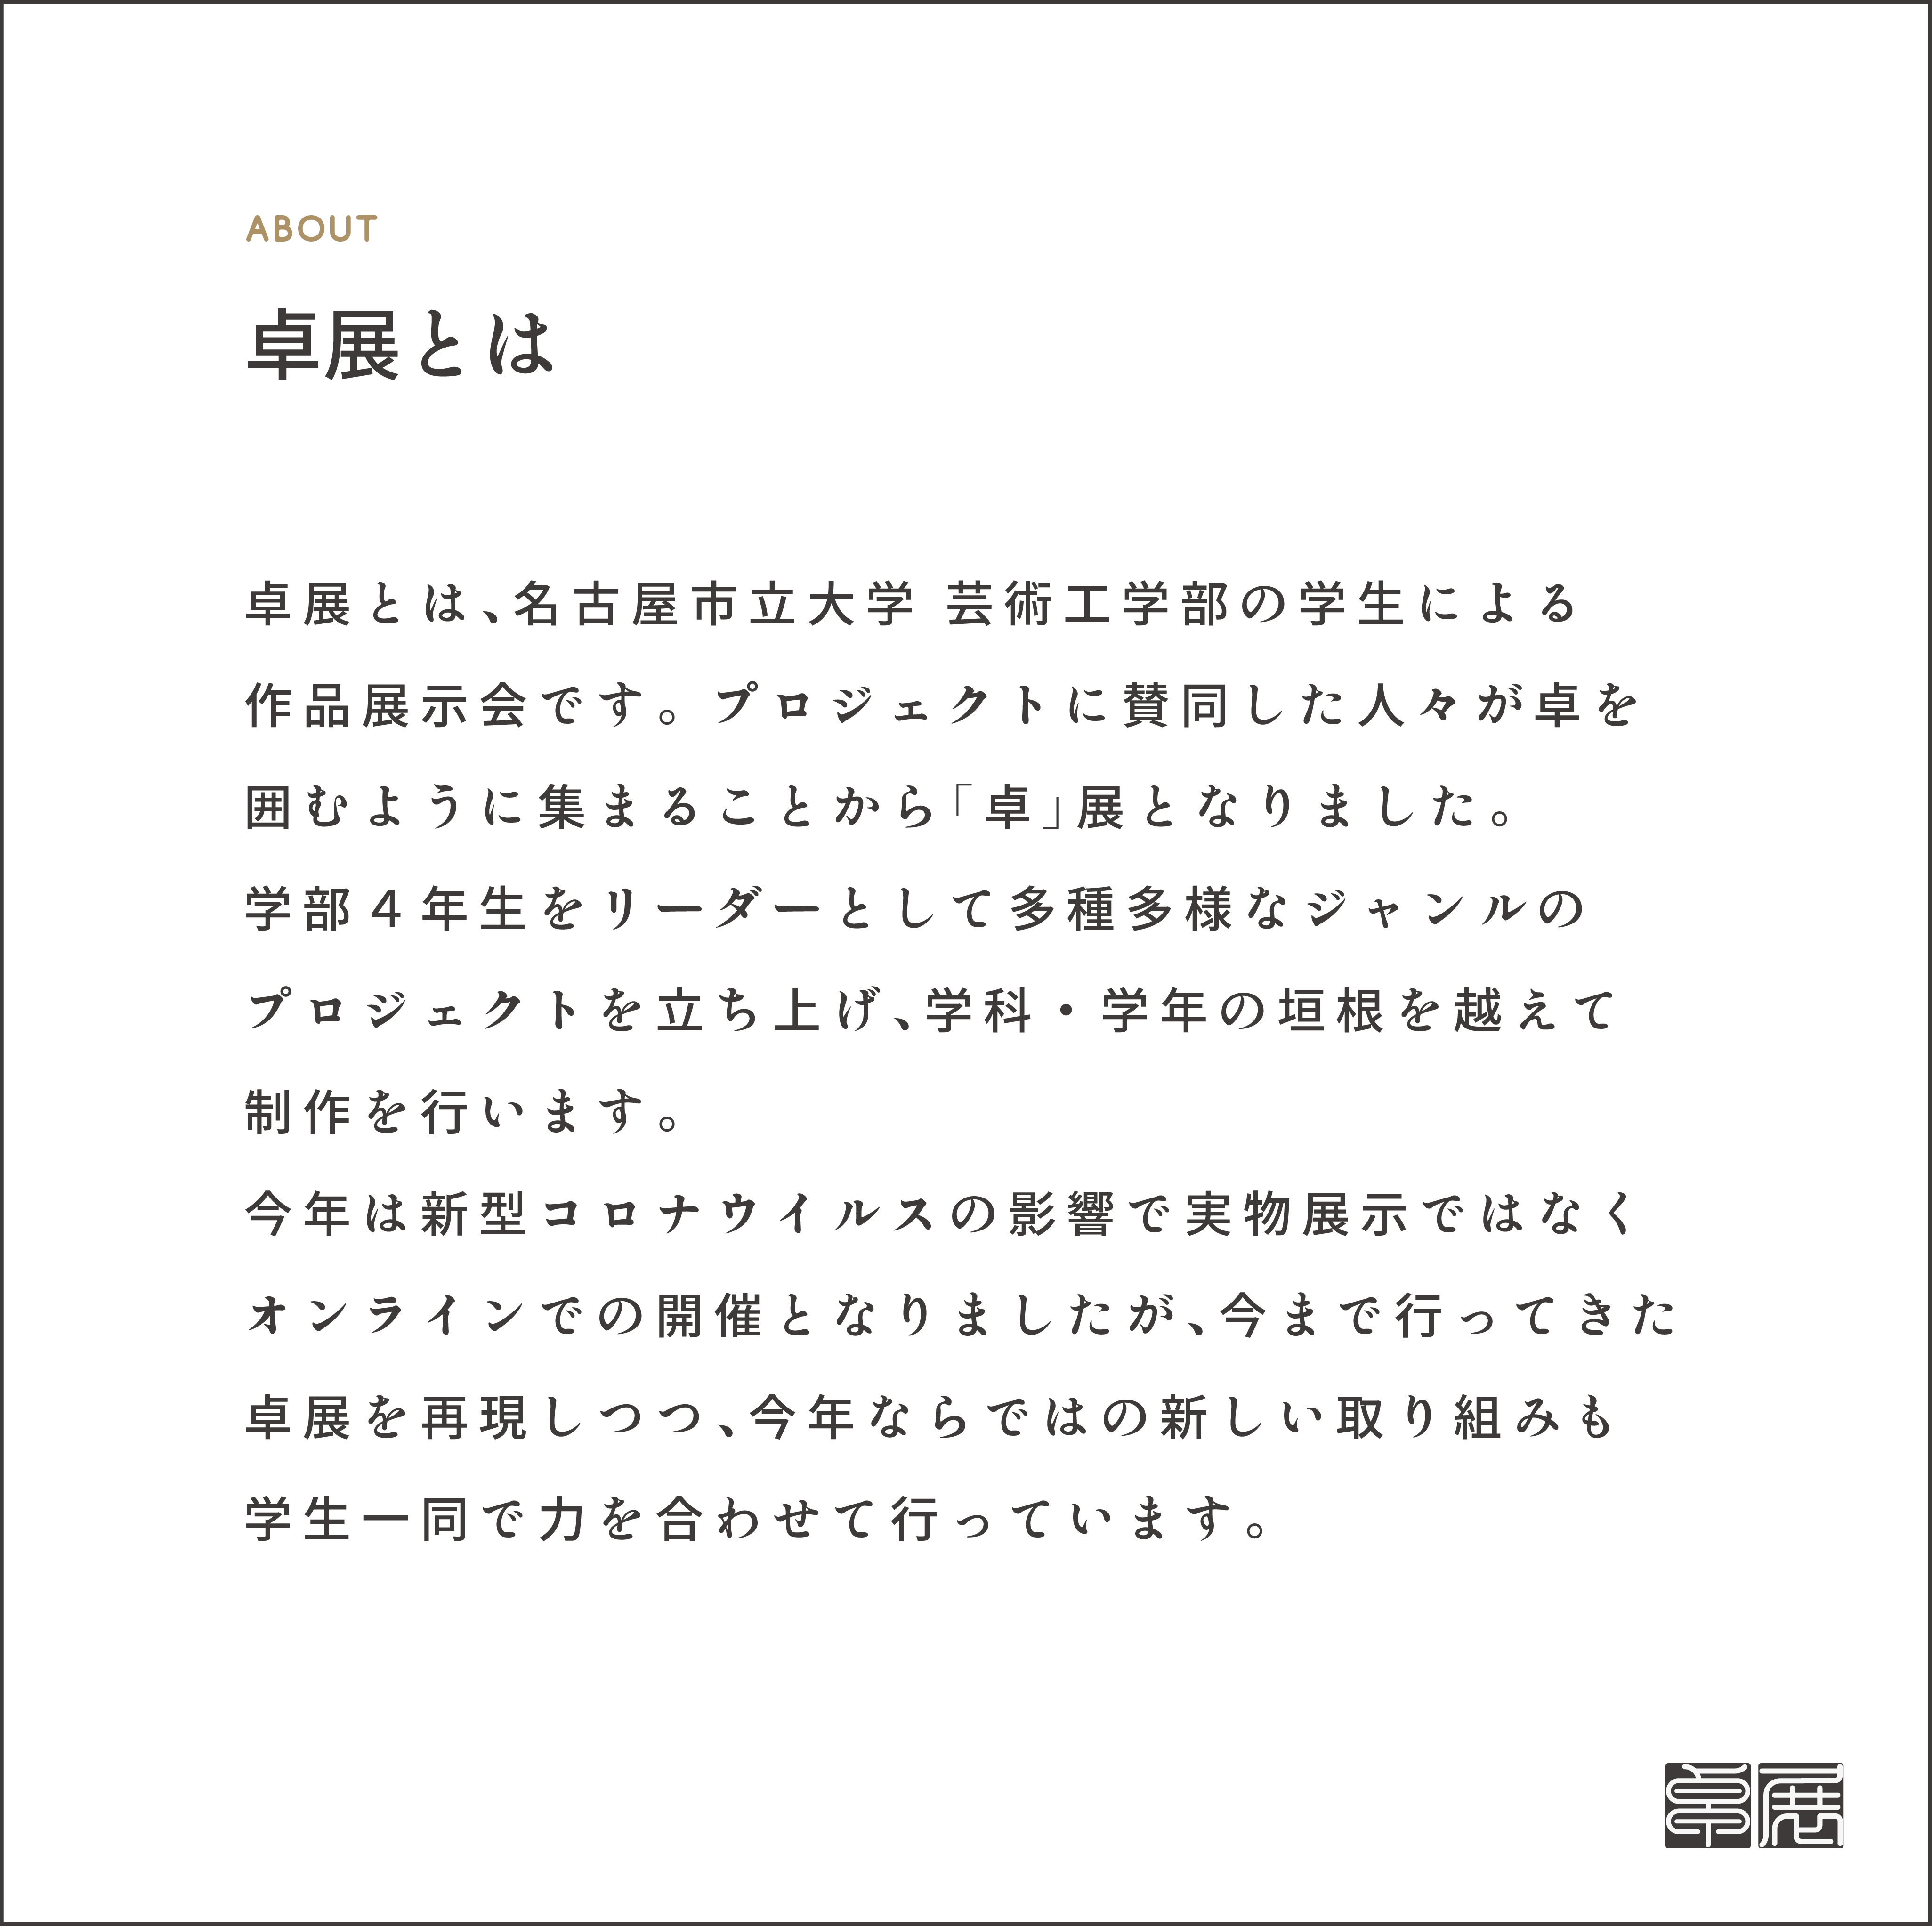 ABOUT
卓展とは
卓展とは、名古屋市立大学 芸術工学部の学生による
作品展示会です。プロジェクトに賛同した人々が卓を
囲むように集まることから「卓」展となりました。
学部４年生をリーダーとして多種多様なジャンルの
プロジェクトを立ち上げ、学科・学年の垣根を越えて
制作を行います。
今年は新型コロナウイルスの影響で実物展示ではなく
オンラインでの開催となりましたが、今まで行ってきた
卓展を再現しつつ、今年ならではの新しい取り組みも
学生一同で力を合わせて行っています。
卓展